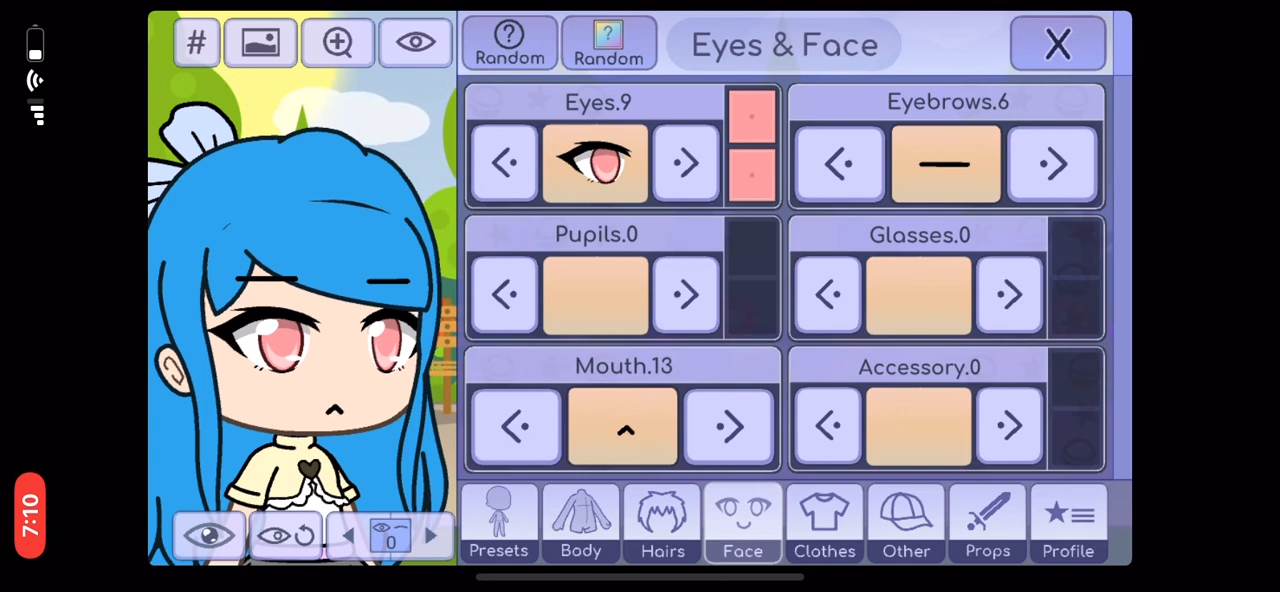 7:10
#
?
Random
?
Random
Eyes & Face
X
Eyes.9
Eyebrows.6
Pupils.0
Glasses.0
Mouth.13
Accessory.0
0
Presets
Body
Hairs
Face
Clothes
Other
Props
Profile